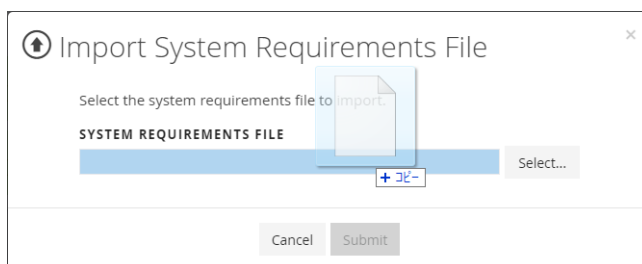 Import System Requirements File
×
Select the system requirements file to import.
SYSTEM REQUIREMENTS FILE
Select...
+ コピー
Cancel
Submit